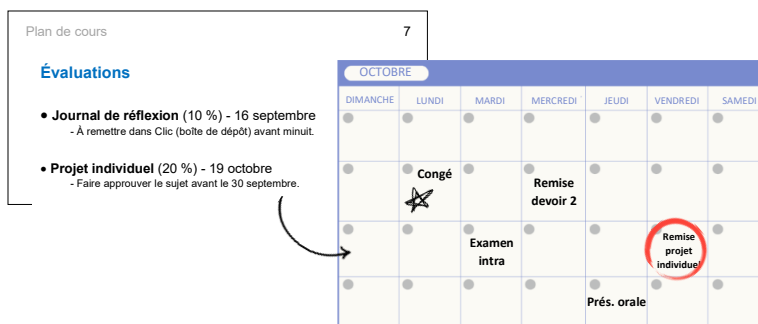 Plan de cours 7
Évaluations
• Journal de réflexion (10 %) - 16 septembre
- À remettre dans Clic (boîte de dépôt) avant minuit.
• Projet individuel (20 %) - 19 octobre
- Faire approuver le sujet avant le 30 septembre.
OCTOBRE
DIMANCHE LUNDI MARDI MERCREDI JEUDI VENDREDI SAMEDI
Congé
Remise
devoir 2
Examen
intra
Remise
projet
individuel
Prés. orale